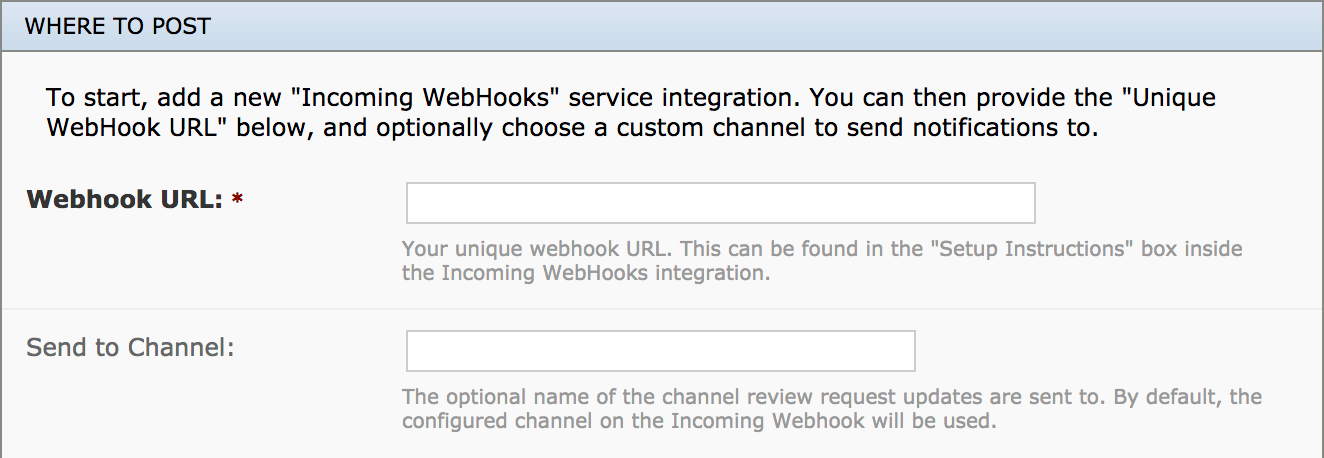 WHERE TO POST
To start, add a new "Incoming WebHooks" service integration. You can then provide the "Unique
WebHook URL" below, and optionally choose a custom channel to send notifications to.
Webhook URL: *
Your unique webhook URL. This can be found in the "Setup Instructions" box inside
the Incoming WebHooks integration.
Send to Channel:
The optional name of the channel review request updates are sent to. By default, the
configured channel on the Incoming Webhook will be used.